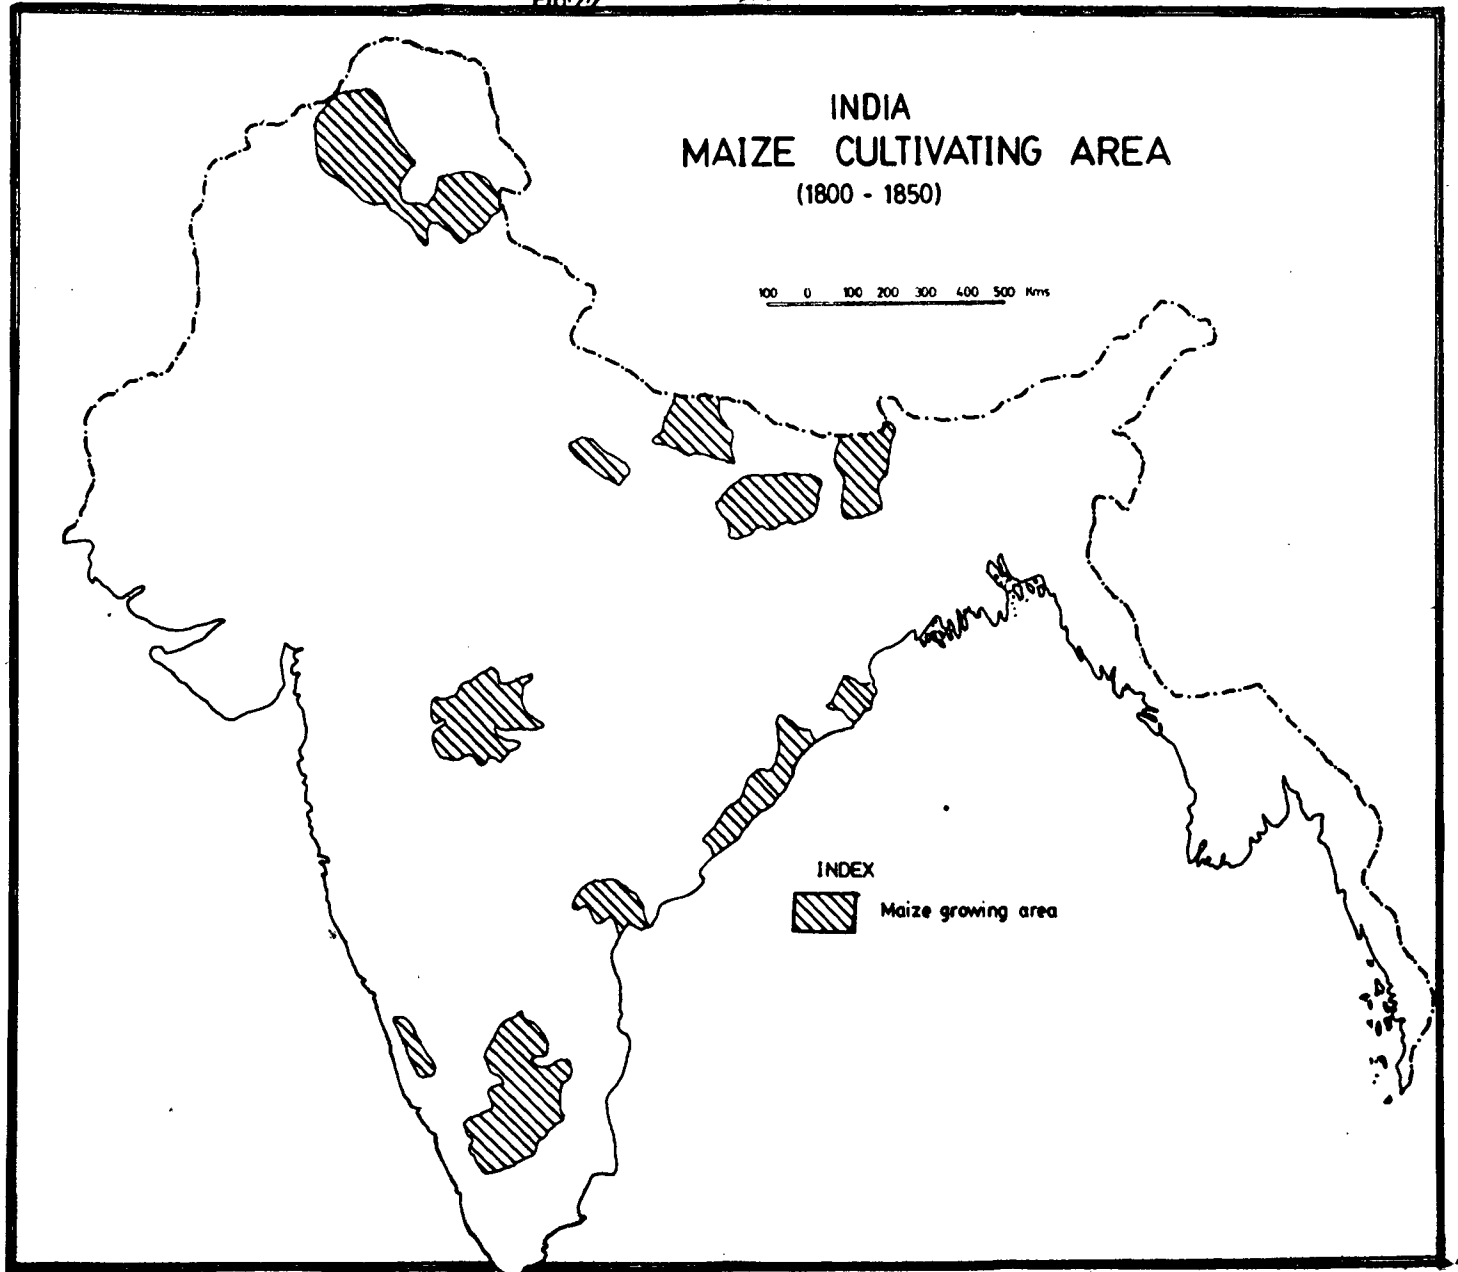 INDIA
MAIZE CULTIVATING AREA
(1800 - 1850)
100 0 100 200 300 400 500 Kms
INDEX
Maize growing area